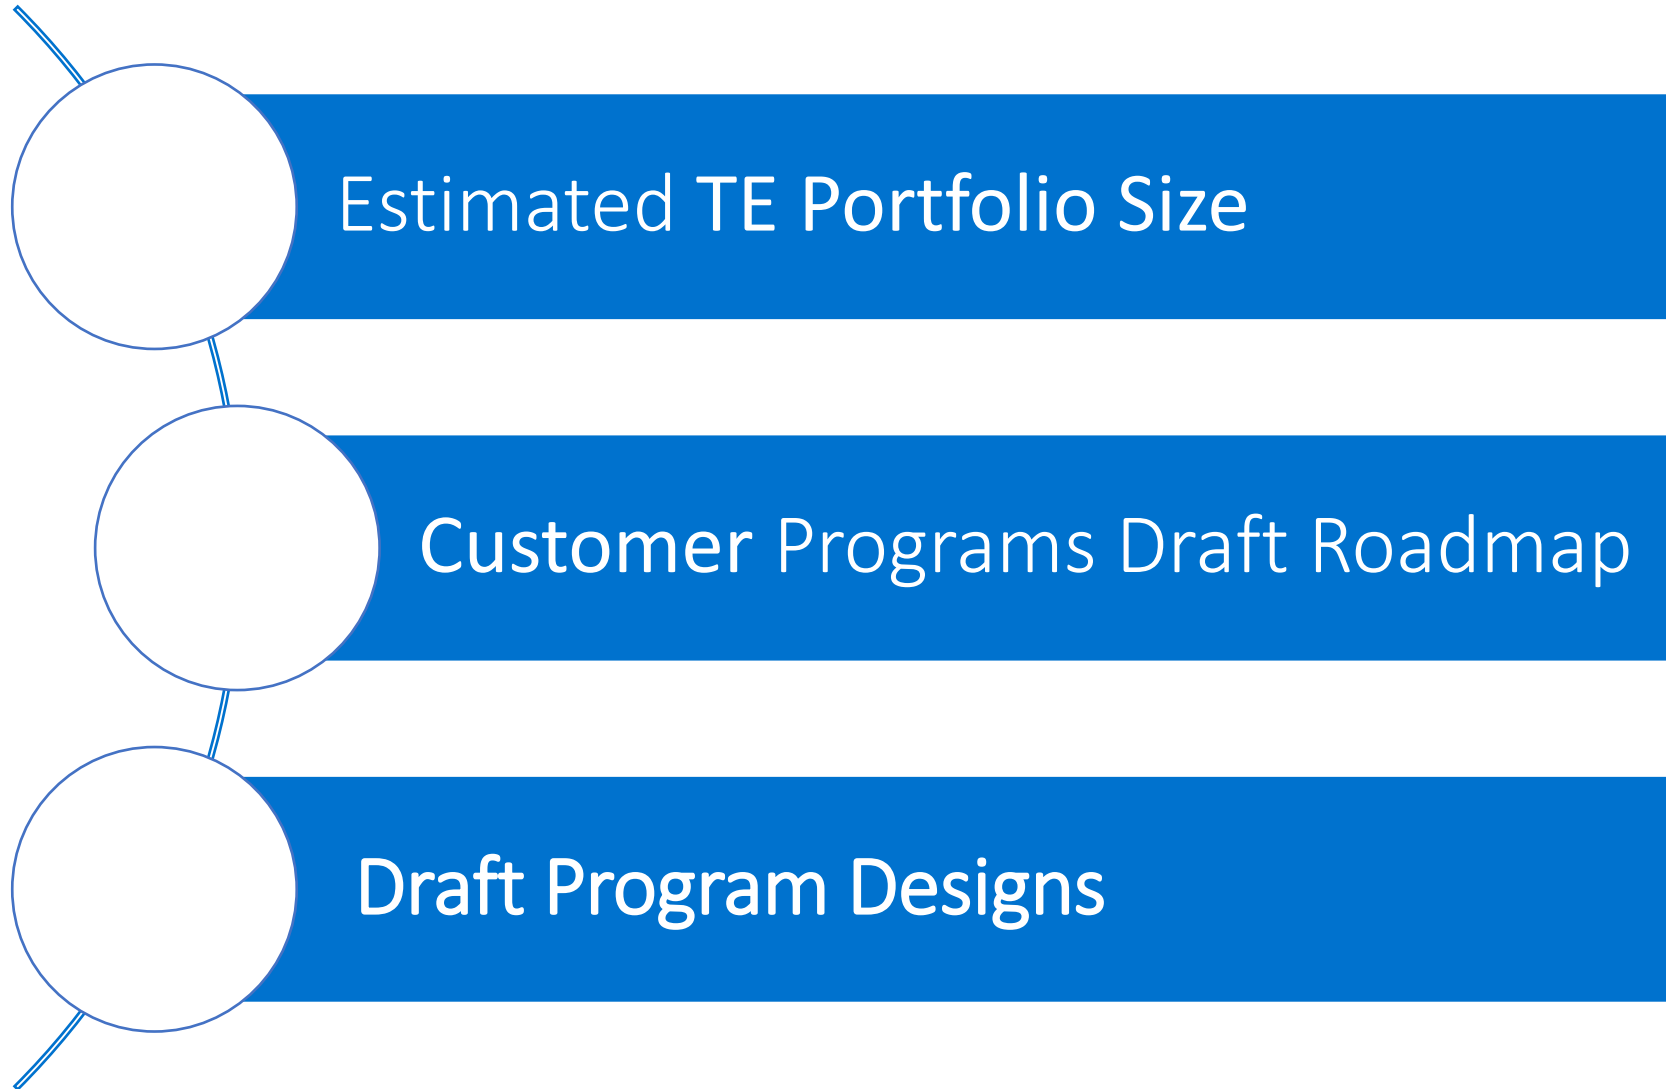 Estimated TE Portfolio Size
Customer Programs Draft Roadmap
Draft Program Designs